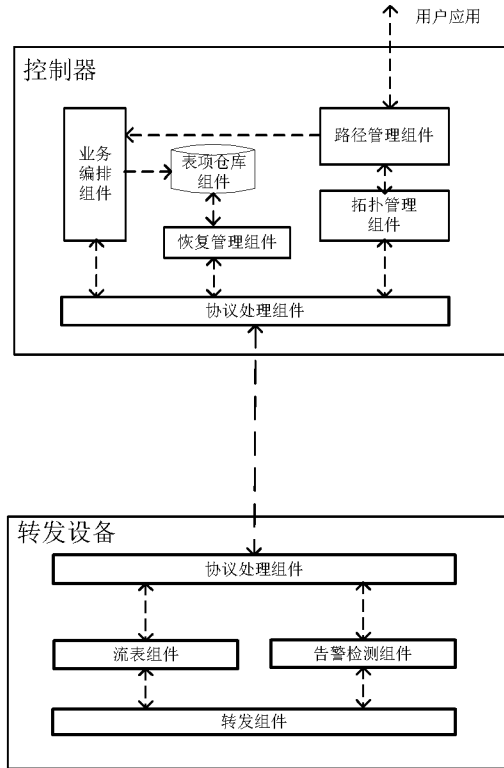 用户应用
控制器
业务
编排
组件
表项仓库
组件
路径管理组件
恢复管理组件
拓扑管理
组件
协议处理组件
转发设备
协议处理组件
流表组件
告警检测组件
转发组件